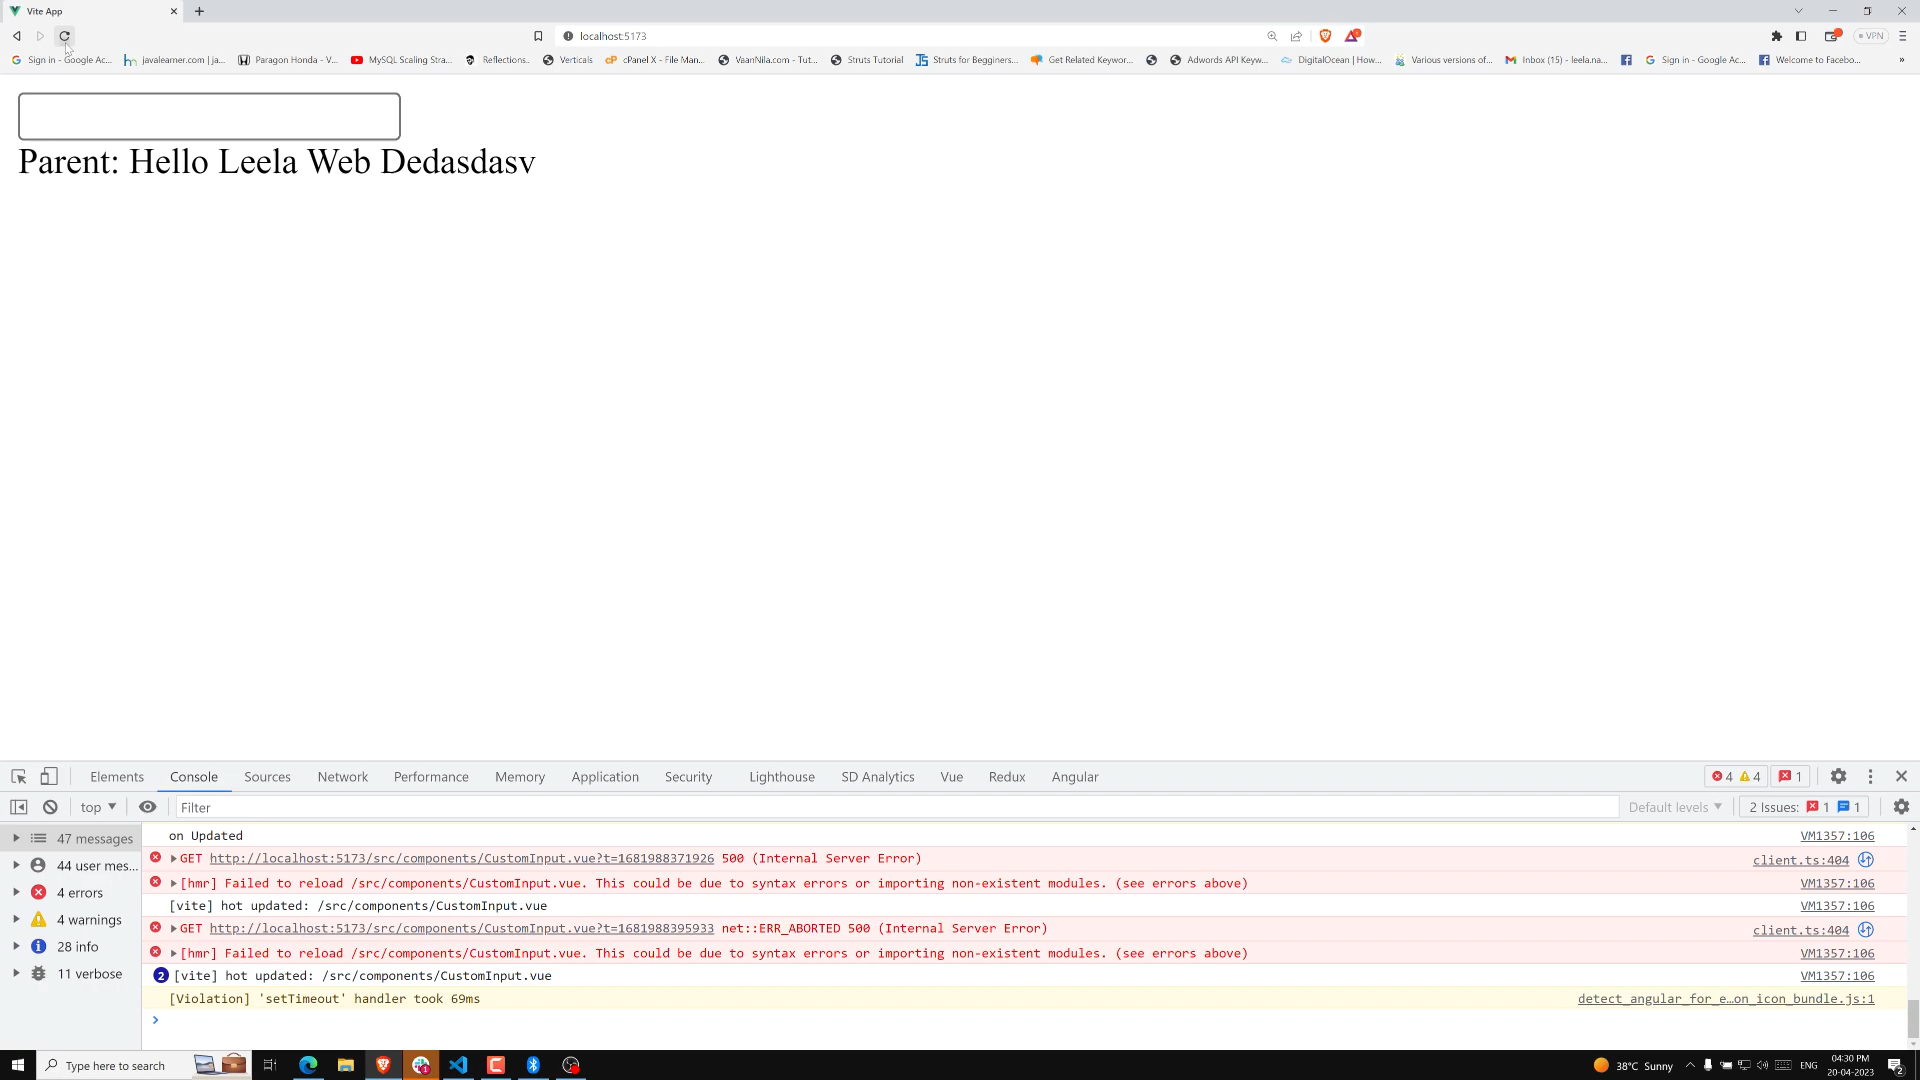 Vite App
localhost:5173
VPN
Sign in - Google Ac...
javalearner.com | ja...
Paragon Honda - V...
MySQL Scaling Stra...
Reflections..
Verticals
cPanel X - File Man...
VaanNila.com - Tut...
Struts Tutorial
Struts for Begginers...
Get Related Keywor...
Adwords API Keyw...
DigitalOcean | How...
Various versions of...
Inbox (15) - leela.na...
Sign in - Google Ac...
Welcome to Facebo...
»
Parent: Hello Leela Web Dedasdasv
Elements
Console
Sources
Network
Performance
Memory
Application
Security
Lighthouse
SD Analytics
Vue
Redux
Angular
4
4
1
top
Filter
Default levels
2 Issues:
1
1
47 messages
44 user mes...
4 errors
4 warnings
28 info
11 verbose
on Updated
VM1357:106
GET http://localhost:5173/src/components/CustomInput.vue?t=1681988371926 500 (Internal Server Error)
client.ts:404
[hmr] Failed to reload /src/components/CustomInput.vue. This could be due to syntax errors or importing non-existent modules. (see errors above)
VM1357:106
[vite] hot updated: /src/components/CustomInput.vue
VM1357:106
GET http://localhost:5173/src/components/CustomInput.vue?t=1681988395933 net::ERR_ABORTED 500 (Internal Server Error)
client.ts:404
[hmr] Failed to reload /src/components/CustomInput.vue. This could be due to syntax errors or importing non-existent modules. (see errors above)
VM1357:106
2 [vite] hot updated: /src/components/CustomInput.vue
VM1357:106
[Violation] 'setTimeout' handler took 69ms
detect_angular_for_e…on_icon_bundle.js:1
Type here to search
38°C Sunny
ENG
04:30 PM
20-04-2023
2